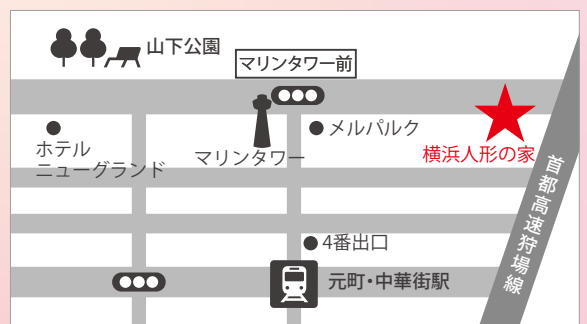 山下公園
マリンタワー前
メルパルク
ホテル
ニューグランド
マリンタワー
横浜人形の家
首都高速狩場線
4番出口
元町・中華街駅